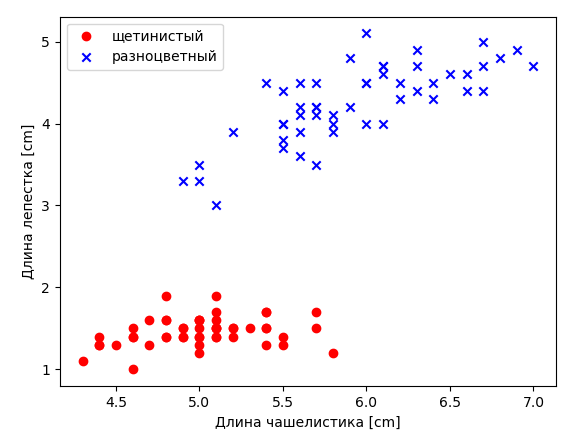 щетинистый
разноцветный
5
4
3
2
1
Длина лепестка [cm]
4.5 5.0 5.5 6.0 6.5 7.0
Длина чашелистика [cm]